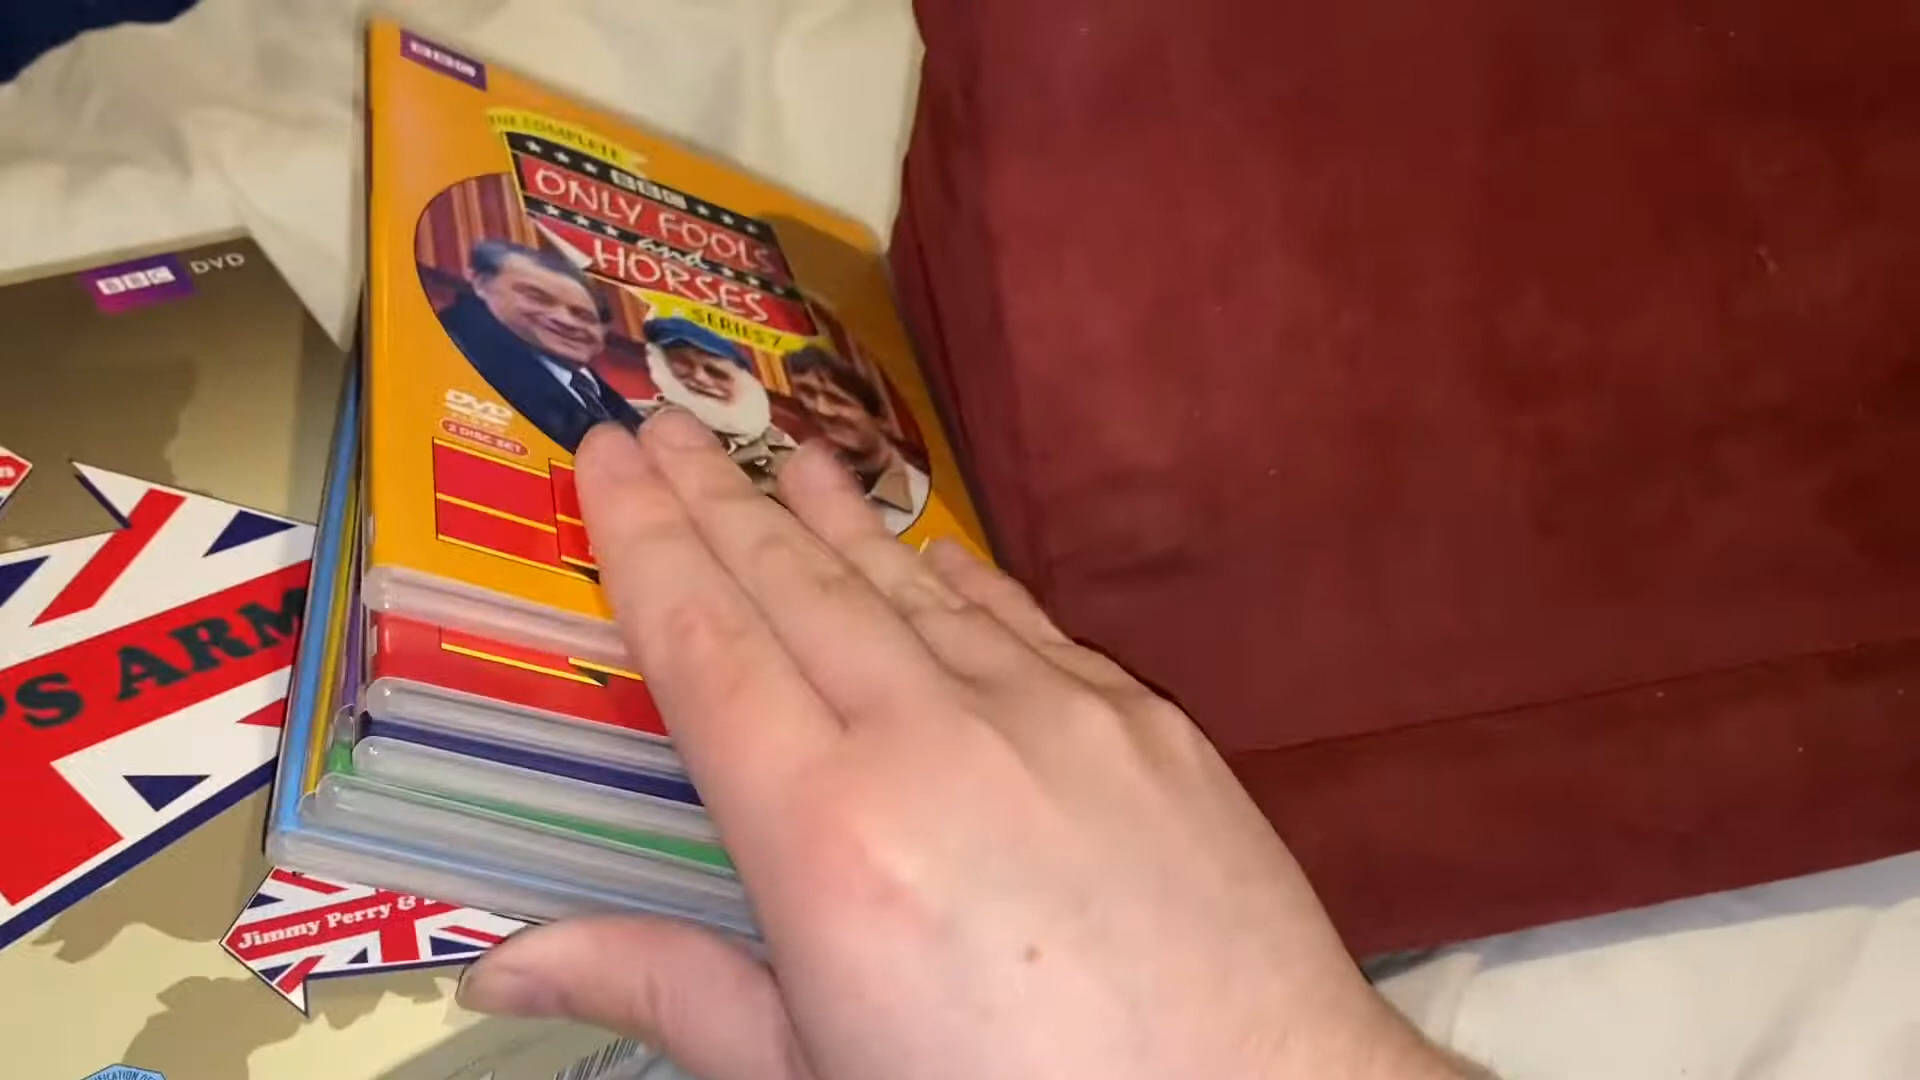 BBC
THE COMPLETE
BBC
ONLY FOOLS
and
HORSES
SERIES 7
DVD
VIDEO
2 DISC SET
BBC DVD
'S ARM
Jimmy Perry &